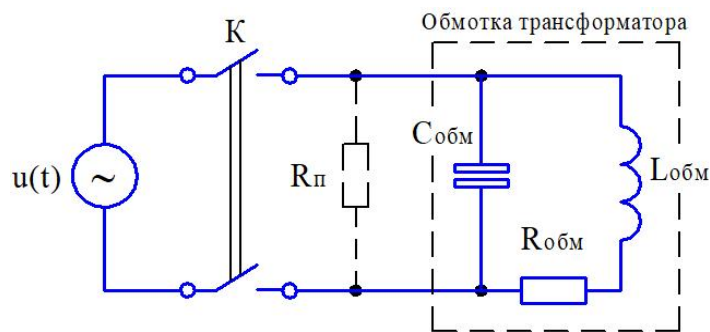 Обмотка трансформатора
К
Cобм
u(t)
~
Rп
Lобм
Rобм